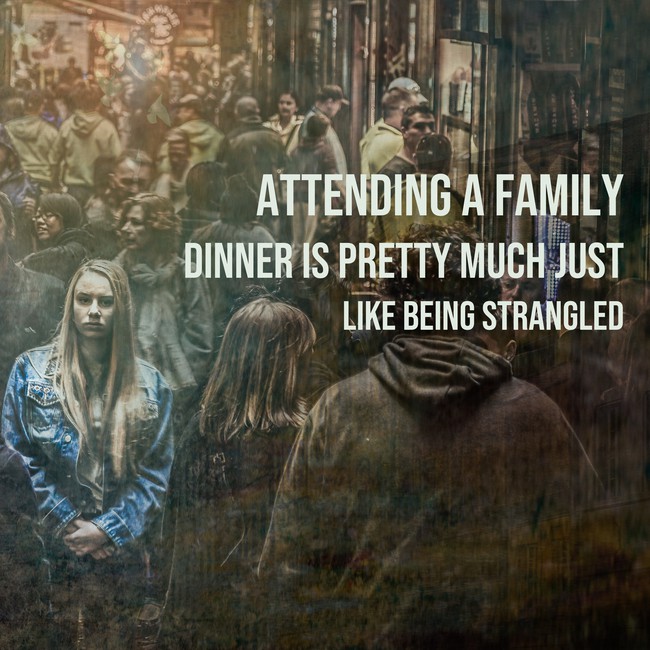 ATTENDING A FAMILY
DINNER IS PRETTY MUCH JUST
LIKE BEING STRANGLED